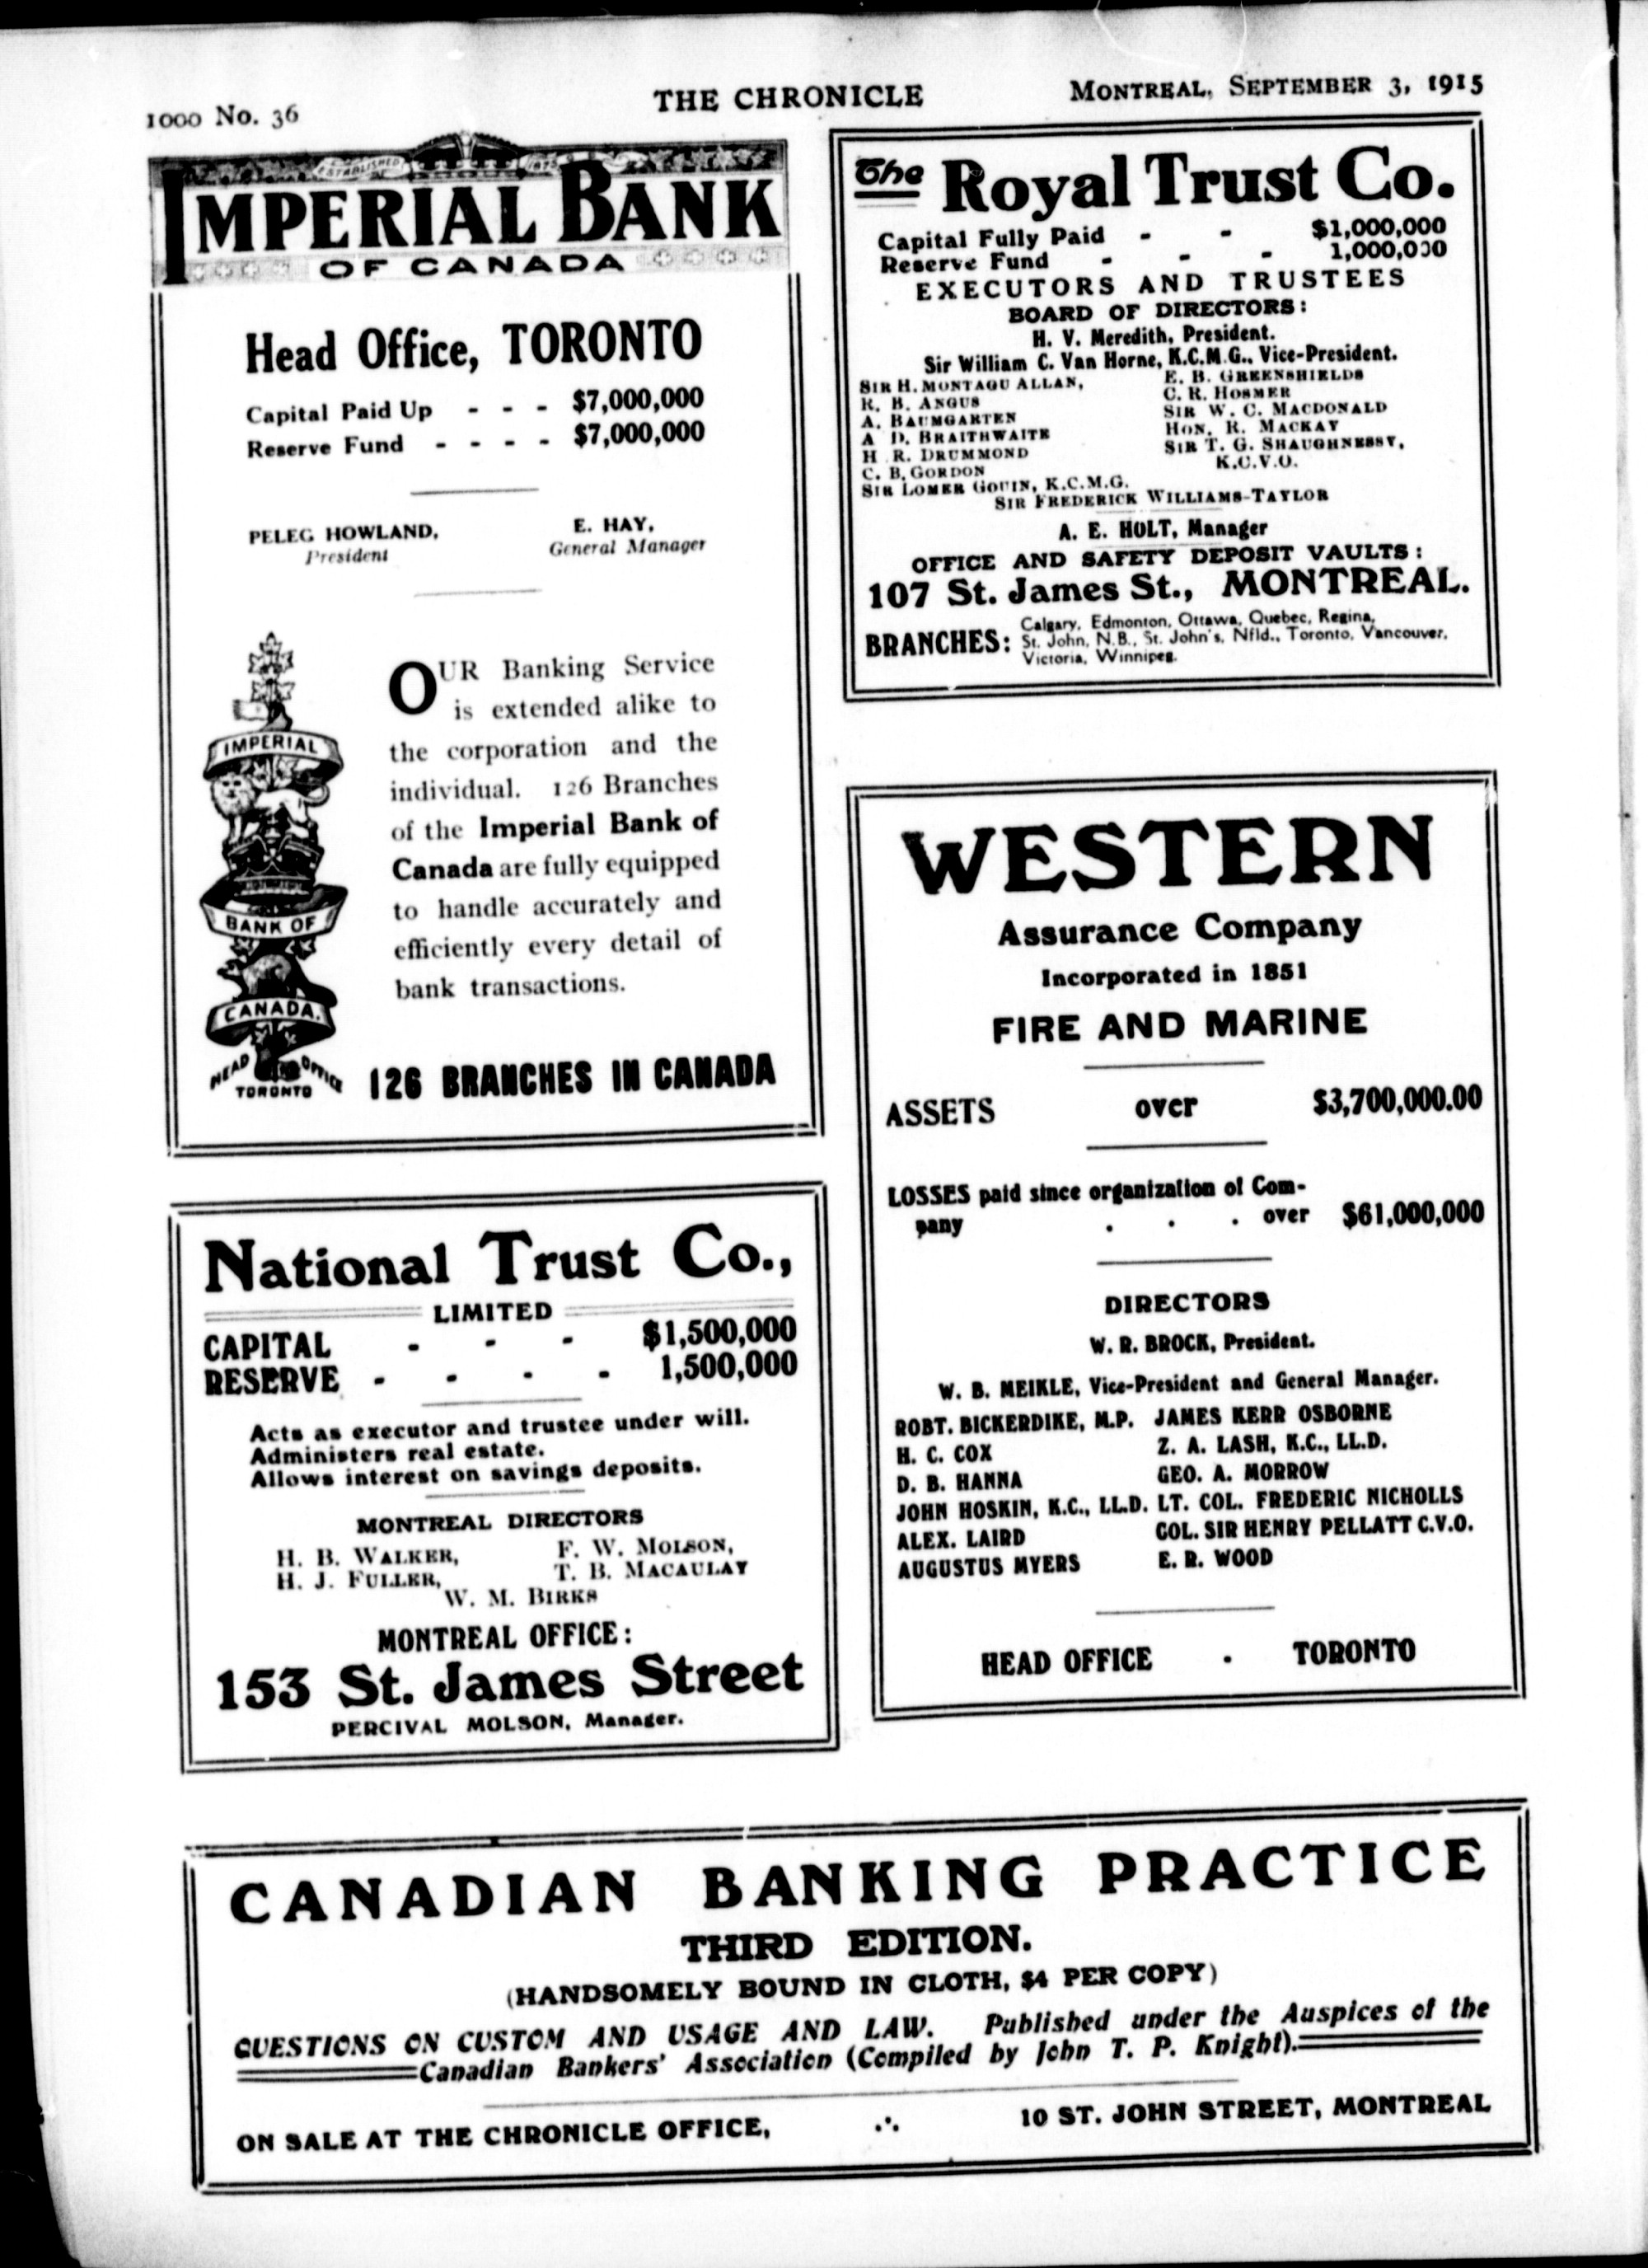 1000 No. 36
THE CHRONICLE
MONTREAL, SEPTEMBER 3, 1915
ESTABLISHED 1875
IMPERIAL BANK
OF CANADA
Head Office, TORONTO
Capital Paid Up - - - $7,000,000
Reserve Fund - - - - $7,000,000
PELEG HOWLAND, E. HAY,
President General Manager
IMPERIAL
BANK OF
CANADA.
HEAD OFFICE
TORONTO
OUR Banking Service
is extended alike to
the corporation and the
individual. 126 Branches
of the Imperial Bank of
Canada are fully equipped
to handle accurately and
efficiently every detail of
bank transactions.
126 BRANCHES IN CANADA
National Trust Co.,
LIMITED
CAPITAL - - - $1,500,000
RESERVE - - - - 1,500,000
Acts as executor and trustee under will.
Administers real estate.
Allows interest on savings deposits.
MONTREAL DIRECTORS
H. B. WALKER, F. W. MOLSON,
H. J. FULLER, T. B. MACAULAY
W. M. BIRKS
MONTREAL OFFICE:
153 St. James Street
PERCIVAL MOLSON, Manager.
The Royal Trust Co.
Capital Fully Paid - - $1,000,000
Reserve Fund - - - 1,000,000
EXECUTORS AND TRUSTEES
BOARD OF DIRECTORS:
H. V. Meredith, President.
Sir William C. Van Horne, K.C.M.G., Vice-President.
SIR H. MONTAGU ALLAN, E. B. GREENSHIELDS
R. B. ANGUS C. R. HOSMER
A. BAUMGARTEN SIR W. C. MACDONALD
A. D. BRAITHWAITE HON. R. MACKAY
H. R. DRUMMOND SIR T. G. SHAUGHNESSY,
C. B. GORDON K.C.V.O.
SIR LOMER GOUIN, K.C.M.G.
SIR FREDERICK WILLIAMS-TAYLOR
A. E. HOLT, Manager
OFFICE AND SAFETY DEPOSIT VAULTS:
107 St. James St., MONTREAL.
BRANCHES: Calgary, Edmonton, Ottawa, Quebec, Regina,
St. John, N.B., St. John's, Nfld., Toronto, Vancouver,
Victoria, Winnipeg.
WESTERN
Assurance Company
Incorporated in 1851
FIRE AND MARINE
ASSETS over $3,700,000.00
LOSSES paid since organization of Com-
pany . . . over $61,000,000
DIRECTORS
W. R. BROCK, President.
W. B. MEIKLE, Vice-President and General Manager.
ROBT. BICKERDIKE, M.P. JAMES KERR OSBORNE
H. C. COX Z. A. LASH, K.C., LL.D.
D. B. HANNA GEO. A. MORROW
JOHN HOSKIN, K.C., LL.D. LT. COL. FREDERIC NICHOLLS
ALEX. LAIRD COL. SIR HENRY PELLATT C.V.O.
AUGUSTUS MYERS E. R. WOOD
HEAD OFFICE . TORONTO
CANADIAN BANKING PRACTICE
THIRD EDITION.
(HANDSOMELY BOUND IN CLOTH, $4 PER COPY)
QUESTIONS ON CUSTOM AND USAGE AND LAW. Published under the Auspices of the
Canadian Bankers' Association (Compiled by John T. P. Knight).
ON SALE AT THE CHRONICLE OFFICE, ∴ 10 ST. JOHN STREET, MONTREAL